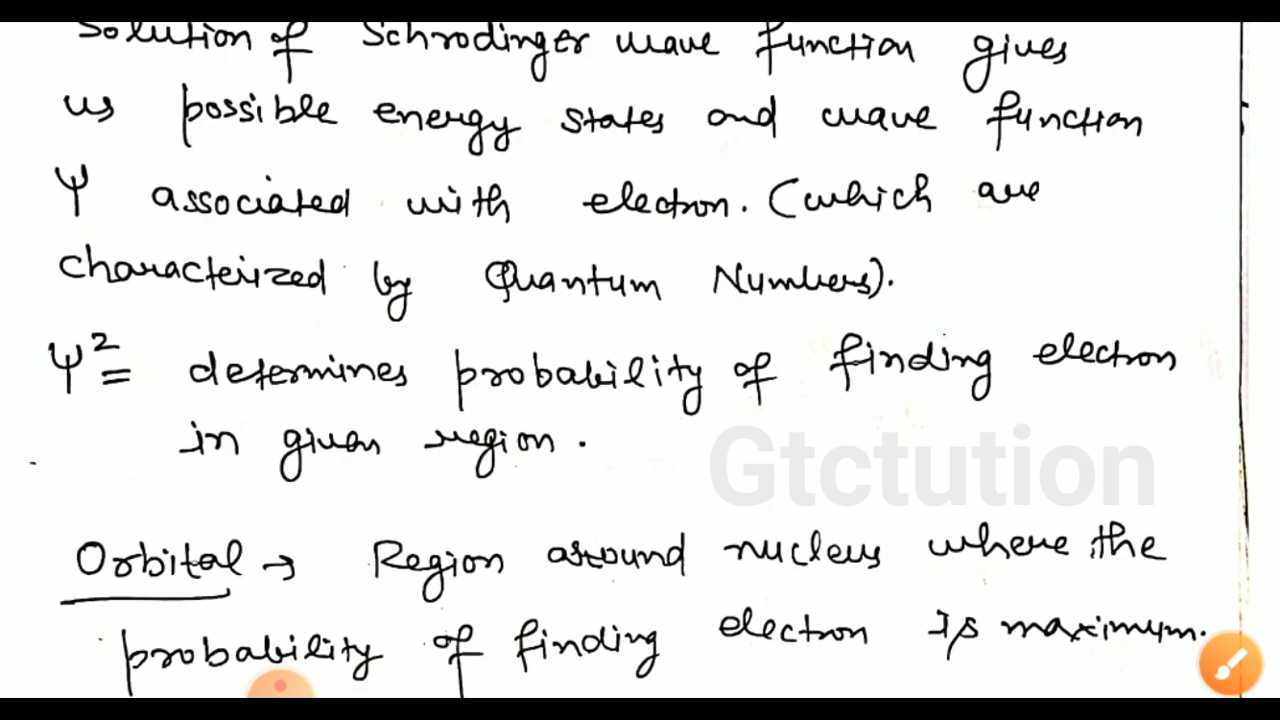 Solution of Schrodinger wave function gives
us possible energy states and wave function
Ψ associated with electron. (which are
characterized by Quantum Numbers).
Ψ² = determines probability of finding electron
in given region.
Gtctution
Orbital → Region around nucleus where the
probability of finding electron is maximum.